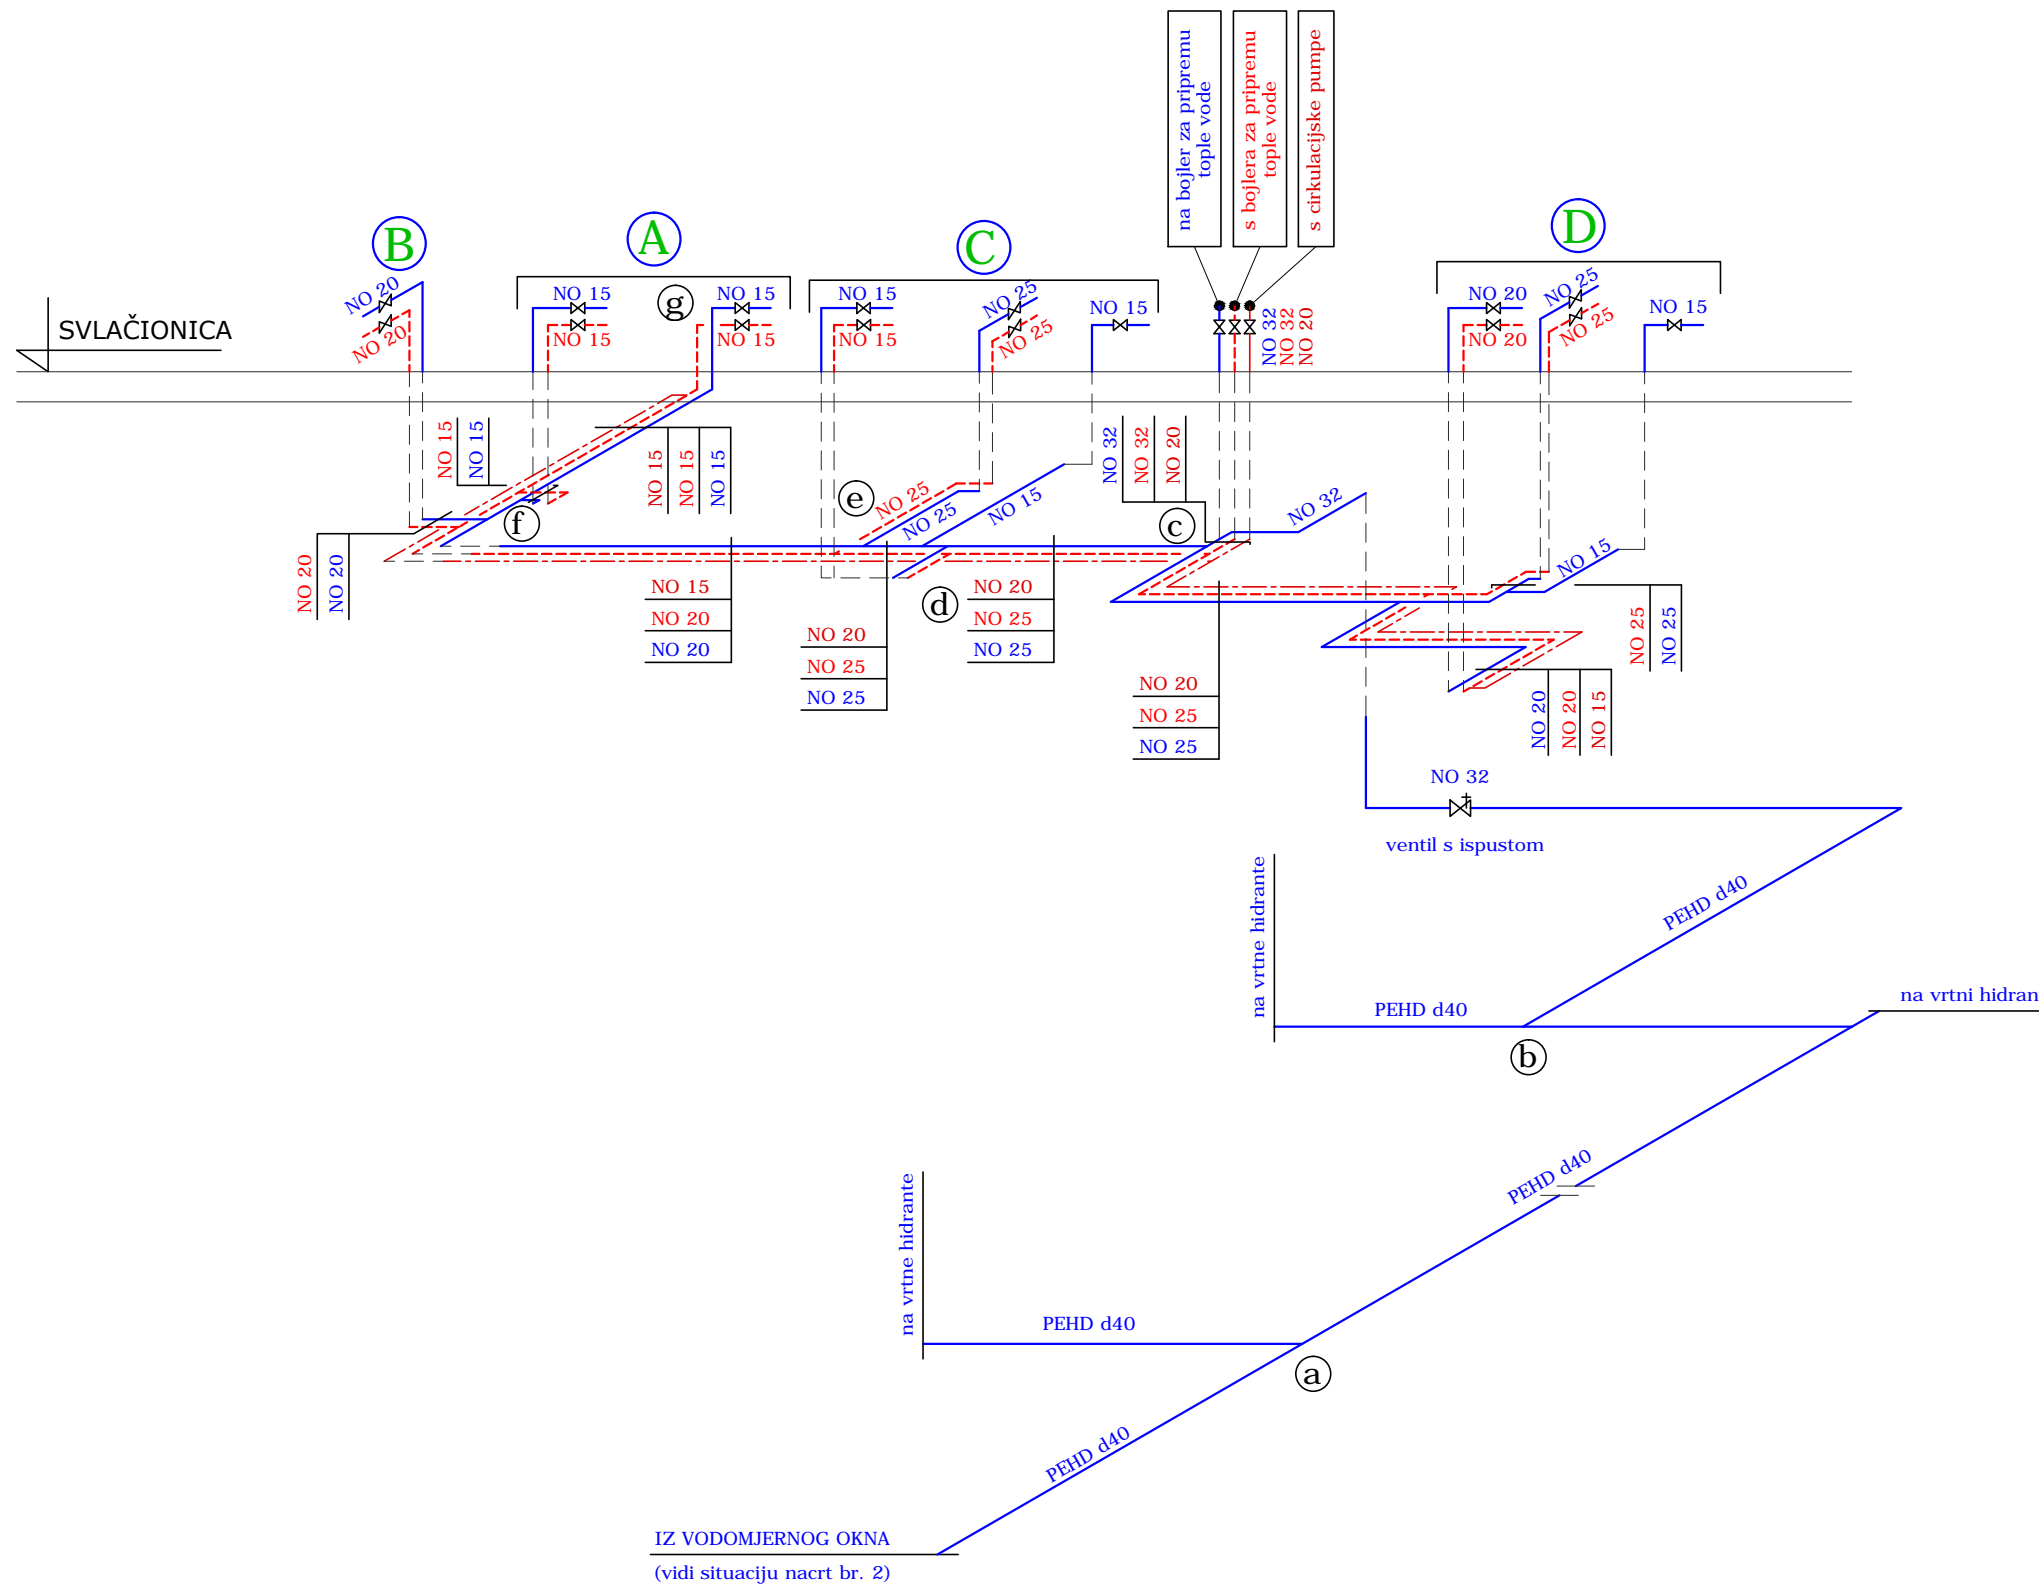 na bojler za pripremu
tople vode
s bojlera za pripremu
tople vode
s cirkulacijske pumpe
B
A
C
D
SVLAČIONICA
NO 20
NO 20
NO 15
NO 15
g
NO 15
NO 15
NO 15
NO 15
NO 25
NO 25
NO 15
NO 32
NO 32
NO 20
NO 20
NO 20
NO 25
NO 25
NO 15
NO 15
NO 15
NO 15
NO 15
NO 15
f
e
NO 25
NO 25
NO 15
NO 32
NO 32
NO 20
c
NO 32
NO 15
NO 20
NO 20
NO 15
NO 20
NO 20
NO 20
NO 25
NO 25
d
NO 20
NO 25
NO 25
NO 20
NO 25
NO 25
NO 25
NO 25
NO 20
NO 20
NO 15
NO 32
ventil s ispustom
PEHD d40
na vrtne hidrante
PEHD d40
na vrtni hidran
b
PEHD d40
na vrtne hidrante
PEHD d40
a
PEHD d40
IZ VODOMJERNOG OKNA
(vidi situaciju nacrt br. 2)